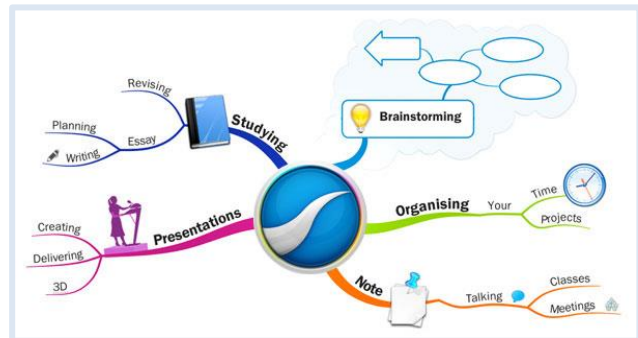 Studying
Revising
Essay
Planning
Writing
Brainstorming
Organising
Your
Time
Projects
Presentations
Creating
Delivering
3D
Note
Talking
Classes
Meetings